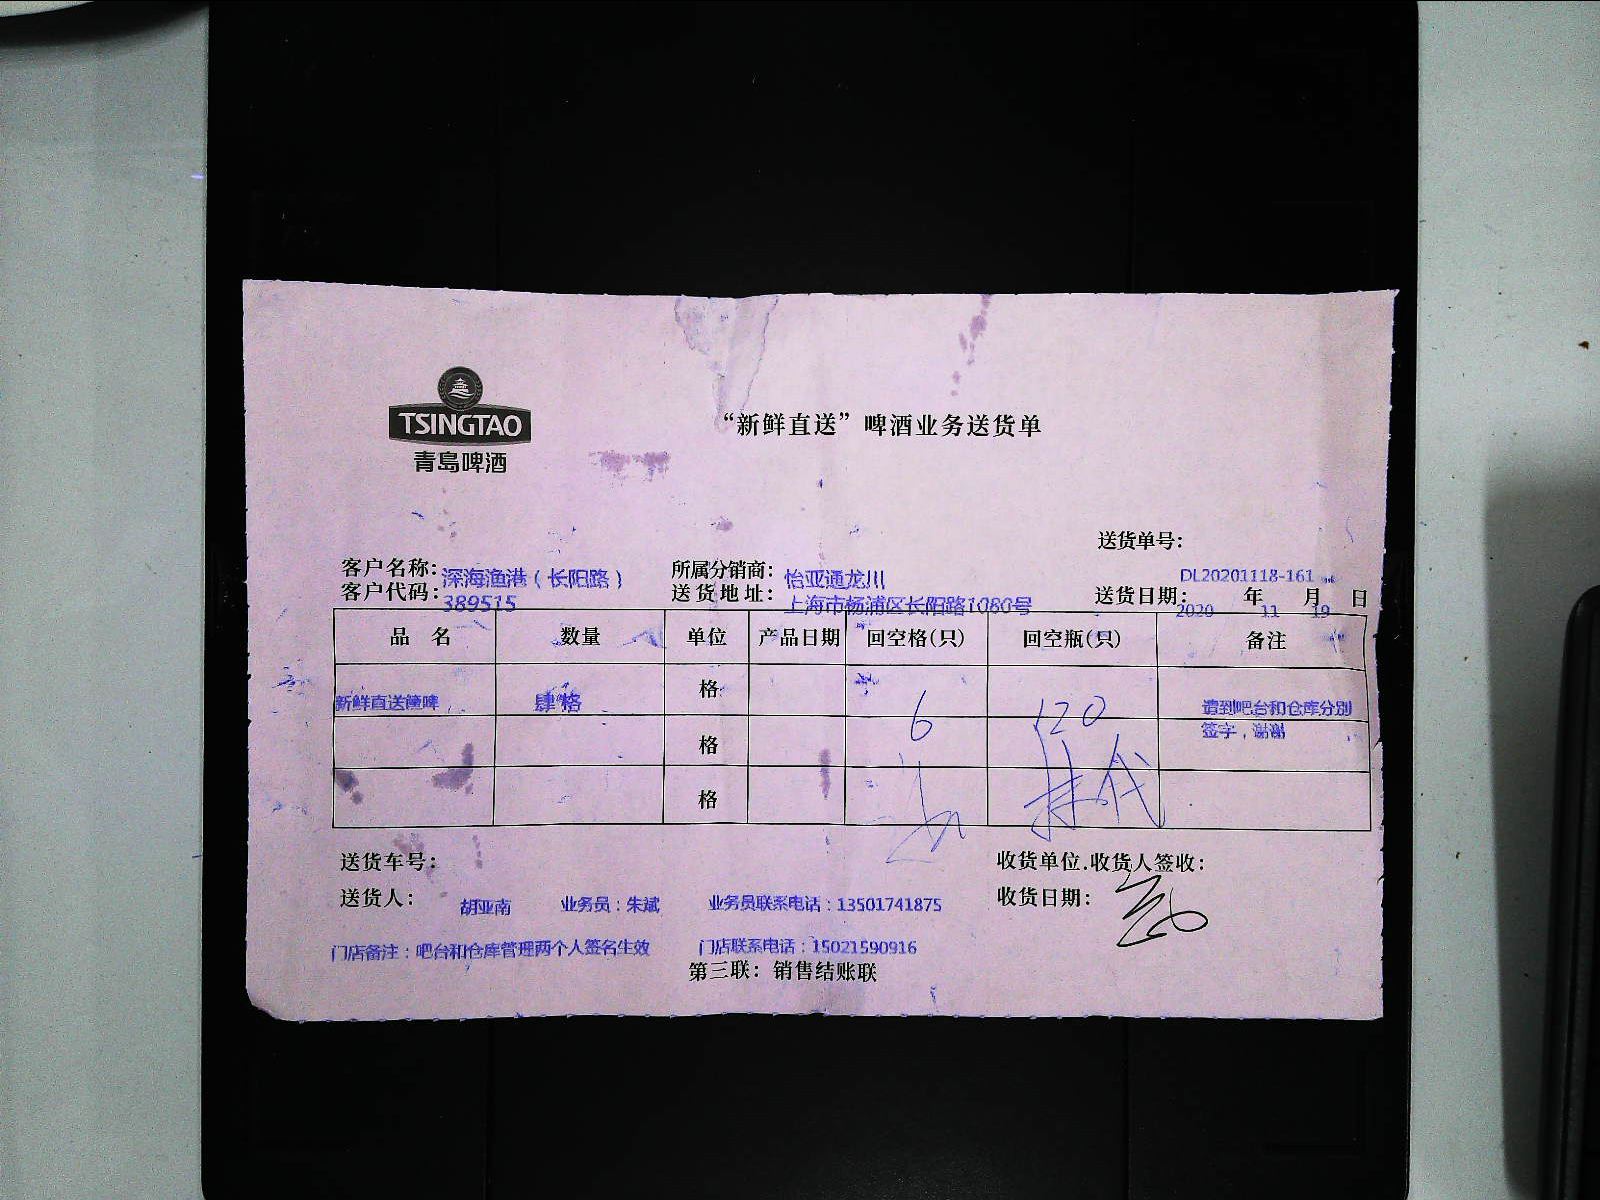 TSINGTAO
青島啤酒
“新鲜直送”啤酒业务送货单
送货单号：
DL20201118-161
客户名称：深海渔港（长阳路） 所属分销商：怡亚通龙川
客户代码：389515 送货地址：上海市杨浦区长阳路1080号 送货日期：2020 年 11 月 19 日
品 名 数量 单位 产品日期 回空格(只) 回空瓶(只) 备注
新鲜直送箽啤 肆格 格 6 120 请到吧台和仓库分别
签字，谢谢
格
格
送货车号： 收货单位.收货人签收：
送货人： 胡亚南 业务员：朱斌 业务员联系电话：13501741875 收货日期：
门店备注：吧台和仓库管理两个人签名生效 门店联系电话：15021590916
第三联：销售结账联